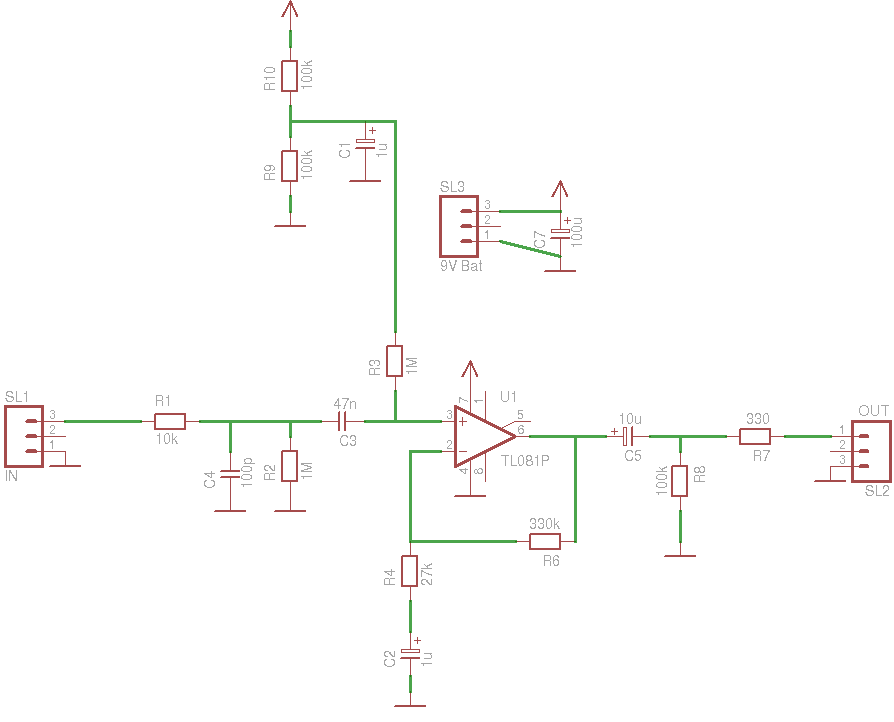 R10
100k
R9
100k
C1
+
1u
SL3
3
2
1
9V Bat
+
C7
100u
R3
1M
SL1
3
2
1
IN
R1
10k
C4
100p
R2
1M
47n
C3
7
1
U1
3
+
2
-
5
6
4
8
TL081P
10u
+
C5
330
R7
100k
R8
OUT
1
2
3
SL2
330k
R6
R4
27k
+
C2
1u